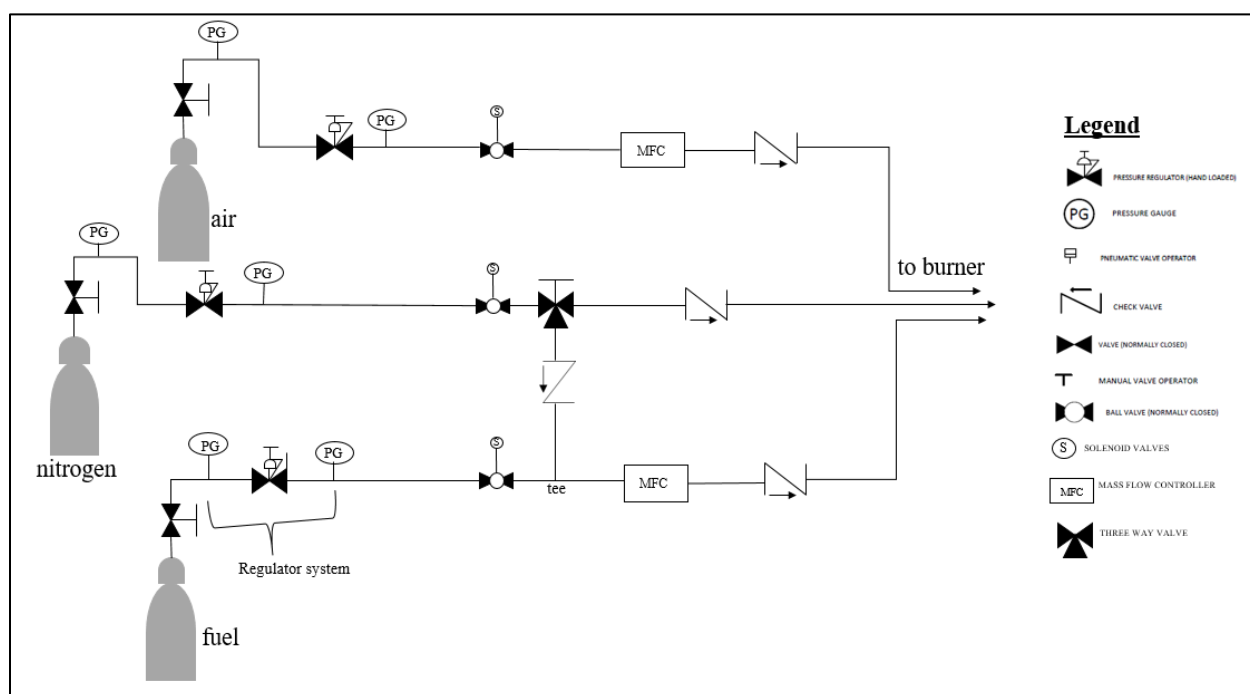 PG
PG
S
MFC
air
PG
PG
S
to burner
nitrogen
PG
PG
S
MFC
tee
Regulator system
fuel
Legend
PRESSURE REGULATOR (HAND LOADED)
PG
PRESSURE GAUGE
PNEUMATIC VALVE OPERATOR
CHECK VALVE
VALVE (NORMALLY CLOSED)
MANUAL VALVE OPERATOR
BALL VALVE (NORMALLY CLOSED)
S
SOLENOID VALVES
MFC
MASS FLOW CONTROLLER
THREE WAY VALVE